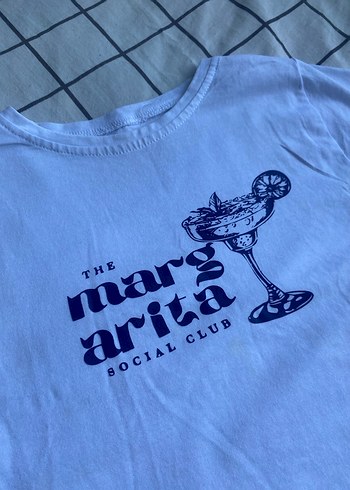 THE
marg
arita
SOCIAL CLUB